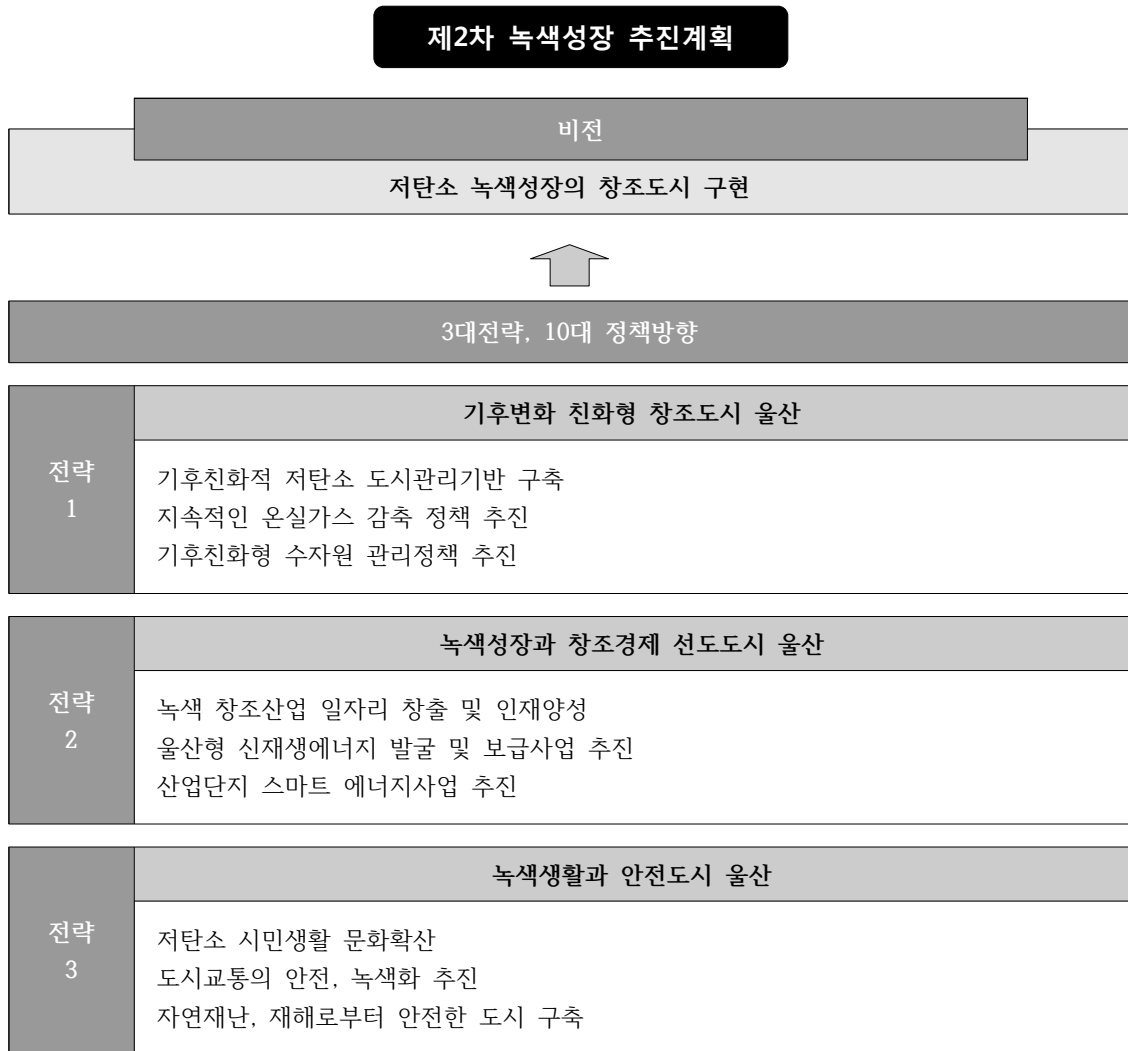 제2차 녹색성장 추진계획
비전
저탄소 녹색성장의 창조도시 구현
3대전략, 10대 정책방향
전략
1
기후변화 친화형 창조도시 울산
기후친화적 저탄소 도시관리기반 구축
지속적인 온실가스 감축 정책 추진
기후친화형 수자원 관리정책 추진
전략
2
녹색성장과 창조경제 선도도시 울산
녹색 창조산업 일자리 창출 및 인재양성
울산형 신재생에너지 발굴 및 보급사업 추진
산업단지 스마트 에너지사업 추진
전략
3
녹색생활과 안전도시 울산
저탄소 시민생활 문화확산
도시교통의 안전, 녹색화 추진
자연재난, 재해로부터 안전한 도시 구축